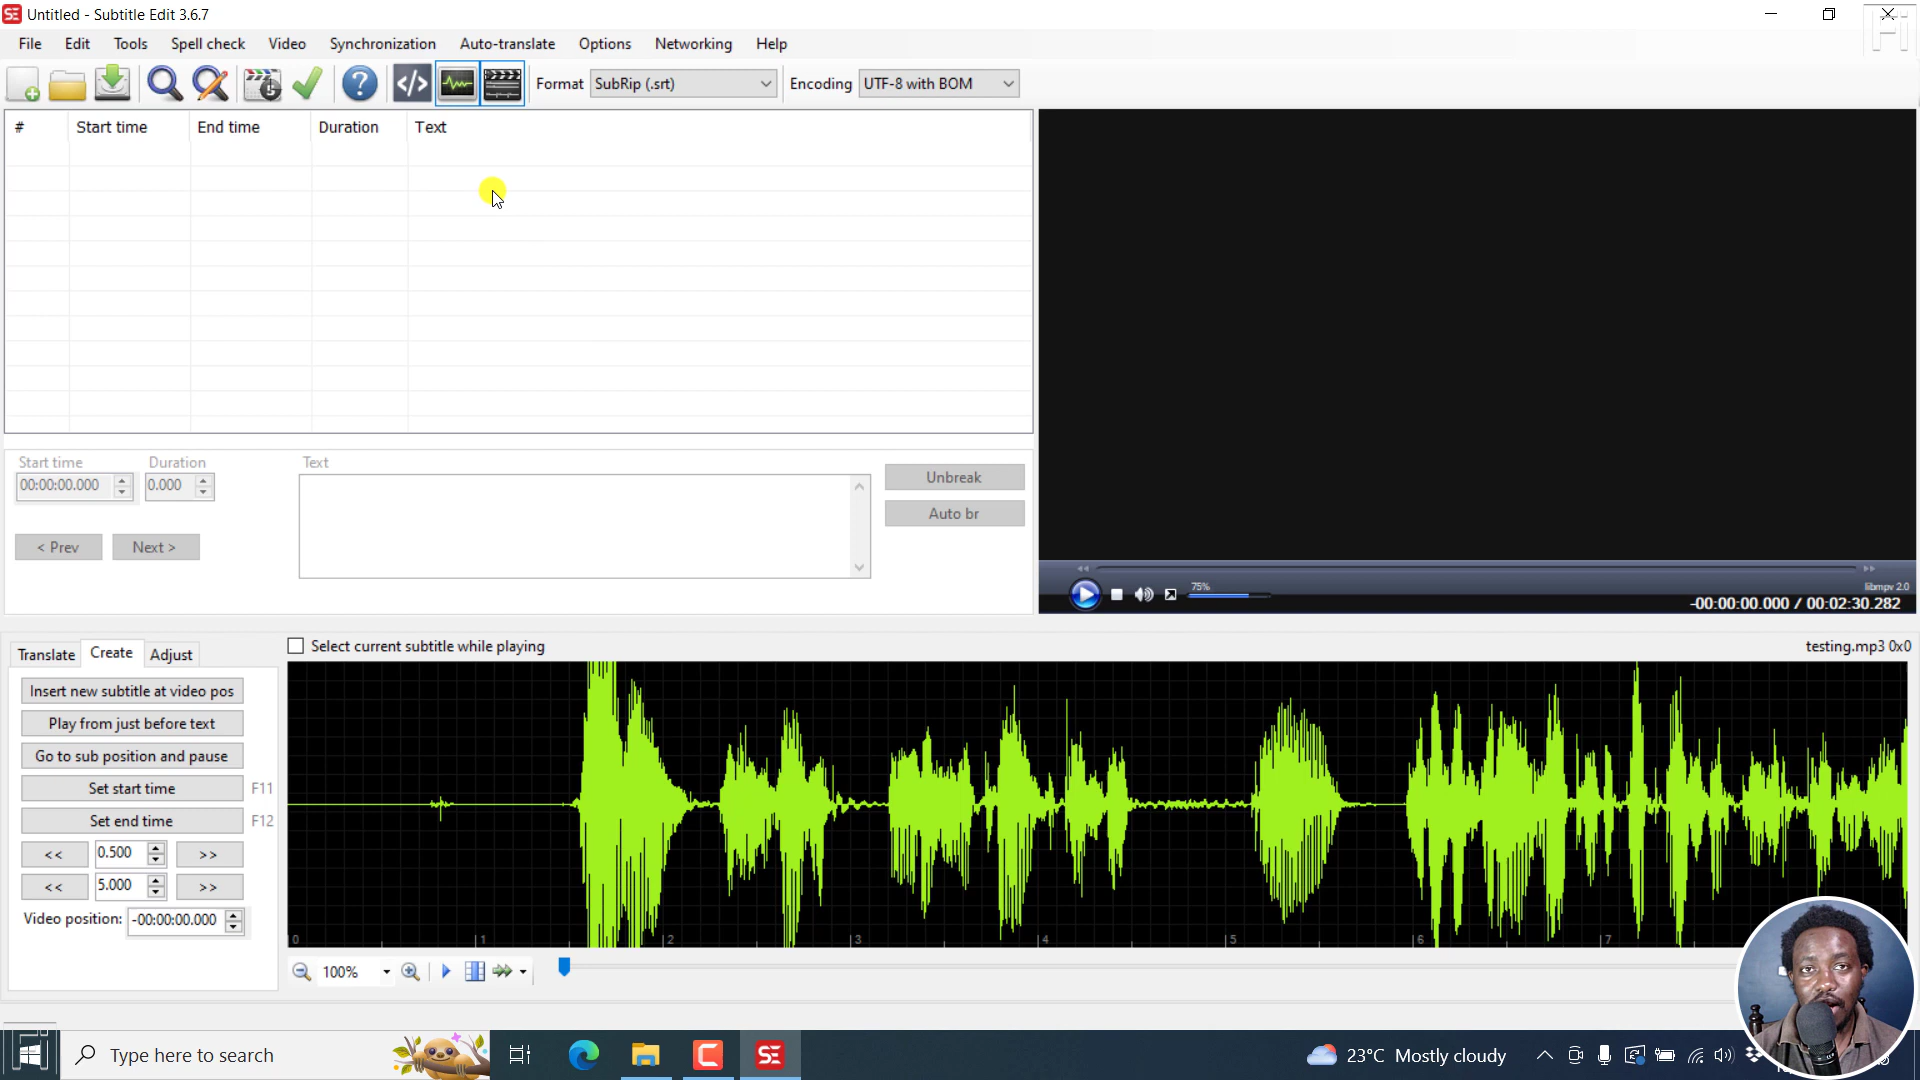 SE Untitled - Subtitle Edit 3.6.7
File Edit Tools Spell check Video Synchronization Auto-translate Options Networking Help
Format SubRip (.srt) Encoding UTF-8 with BOM
# Start time End time Duration Text
Start time Duration Text
00:00:00.000 0.000
Unbreak
Auto br
< Prev Next >
75%
libmpv 2.0
-00:00:00.000 / 00:02:30.282
Translate Create Adjust
Select current subtitle while playing
testing.mp3 0x0
Insert new subtitle at video pos
Play from just before text
Go to sub position and pause
Set start time F11
Set end time F12
<< 0.500 >>
<< 5.000 >>
Video position: -00:00:00.000
0 1 2 3 4 5 6 7
100%
Type here to search
SE
23°C Mostly cloudy